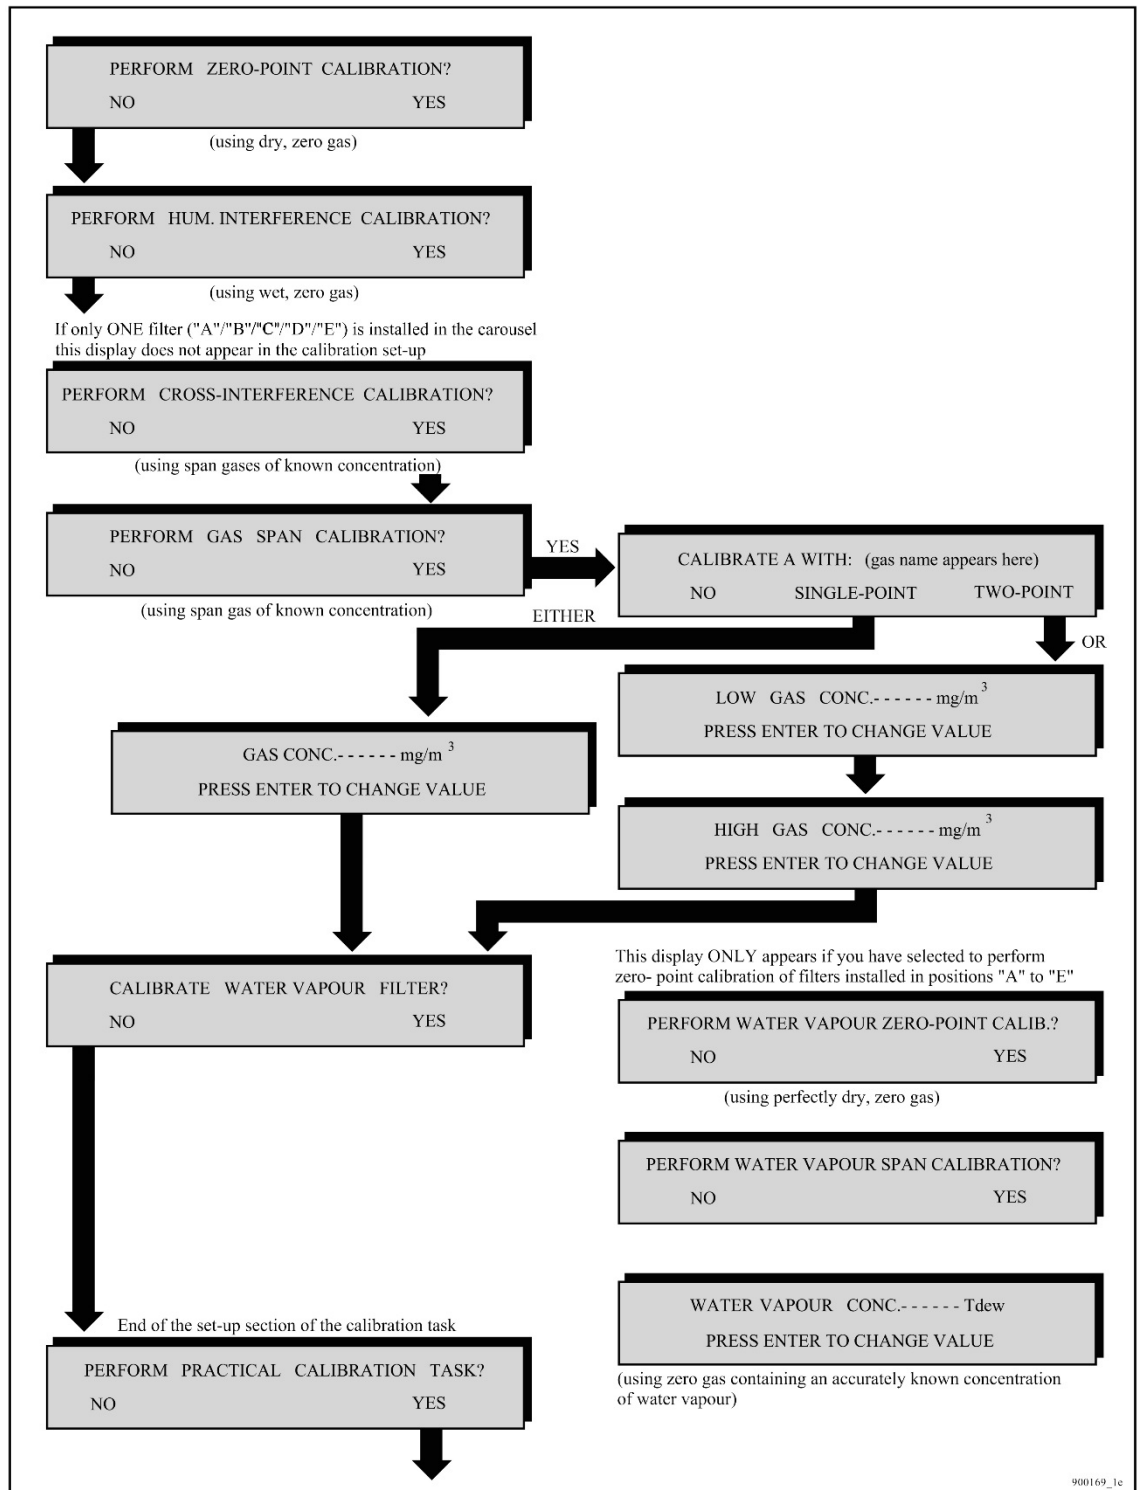 PERFORM ZERO-POINT CALIBRATION?
NO YES
(using dry, zero gas)
PERFORM HUM. INTERFERENCE CALIBRATION?
NO YES
(using wet, zero gas)
If only ONE filter ("A"/"B"/"C"/"D"/"E") is installed in the carousel
this display does not appear in the calibration set-up
PERFORM CROSS-INTERFERENCE CALIBRATION?
NO YES
(using span gases of known concentration)
PERFORM GAS SPAN CALIBRATION?
NO YES
(using span gas of known concentration)
YES
CALIBRATE A WITH: (gas name appears here)
NO SINGLE-POINT TWO-POINT
EITHER
OR
GAS CONC.- - - - - - mg/m 3
PRESS ENTER TO CHANGE VALUE
LOW GAS CONC.- - - - - - mg/m 3
PRESS ENTER TO CHANGE VALUE
HIGH GAS CONC.- - - - - - mg/m 3
PRESS ENTER TO CHANGE VALUE
CALIBRATE WATER VAPOUR FILTER?
NO YES
This display ONLY appears if you have selected to perform
zero- point calibration of filters installed in positions "A" to "E"
PERFORM WATER VAPOUR ZERO-POINT CALIB.?
NO YES
(using perfectly dry, zero gas)
PERFORM WATER VAPOUR SPAN CALIBRATION?
NO YES
WATER VAPOUR CONC.- - - - - - Tdew
PRESS ENTER TO CHANGE VALUE
(using zero gas containing an accurately known concentration
of water vapour)
End of the set-up section of the calibration task
PERFORM PRACTICAL CALIBRATION TASK?
NO YES
900169_1e